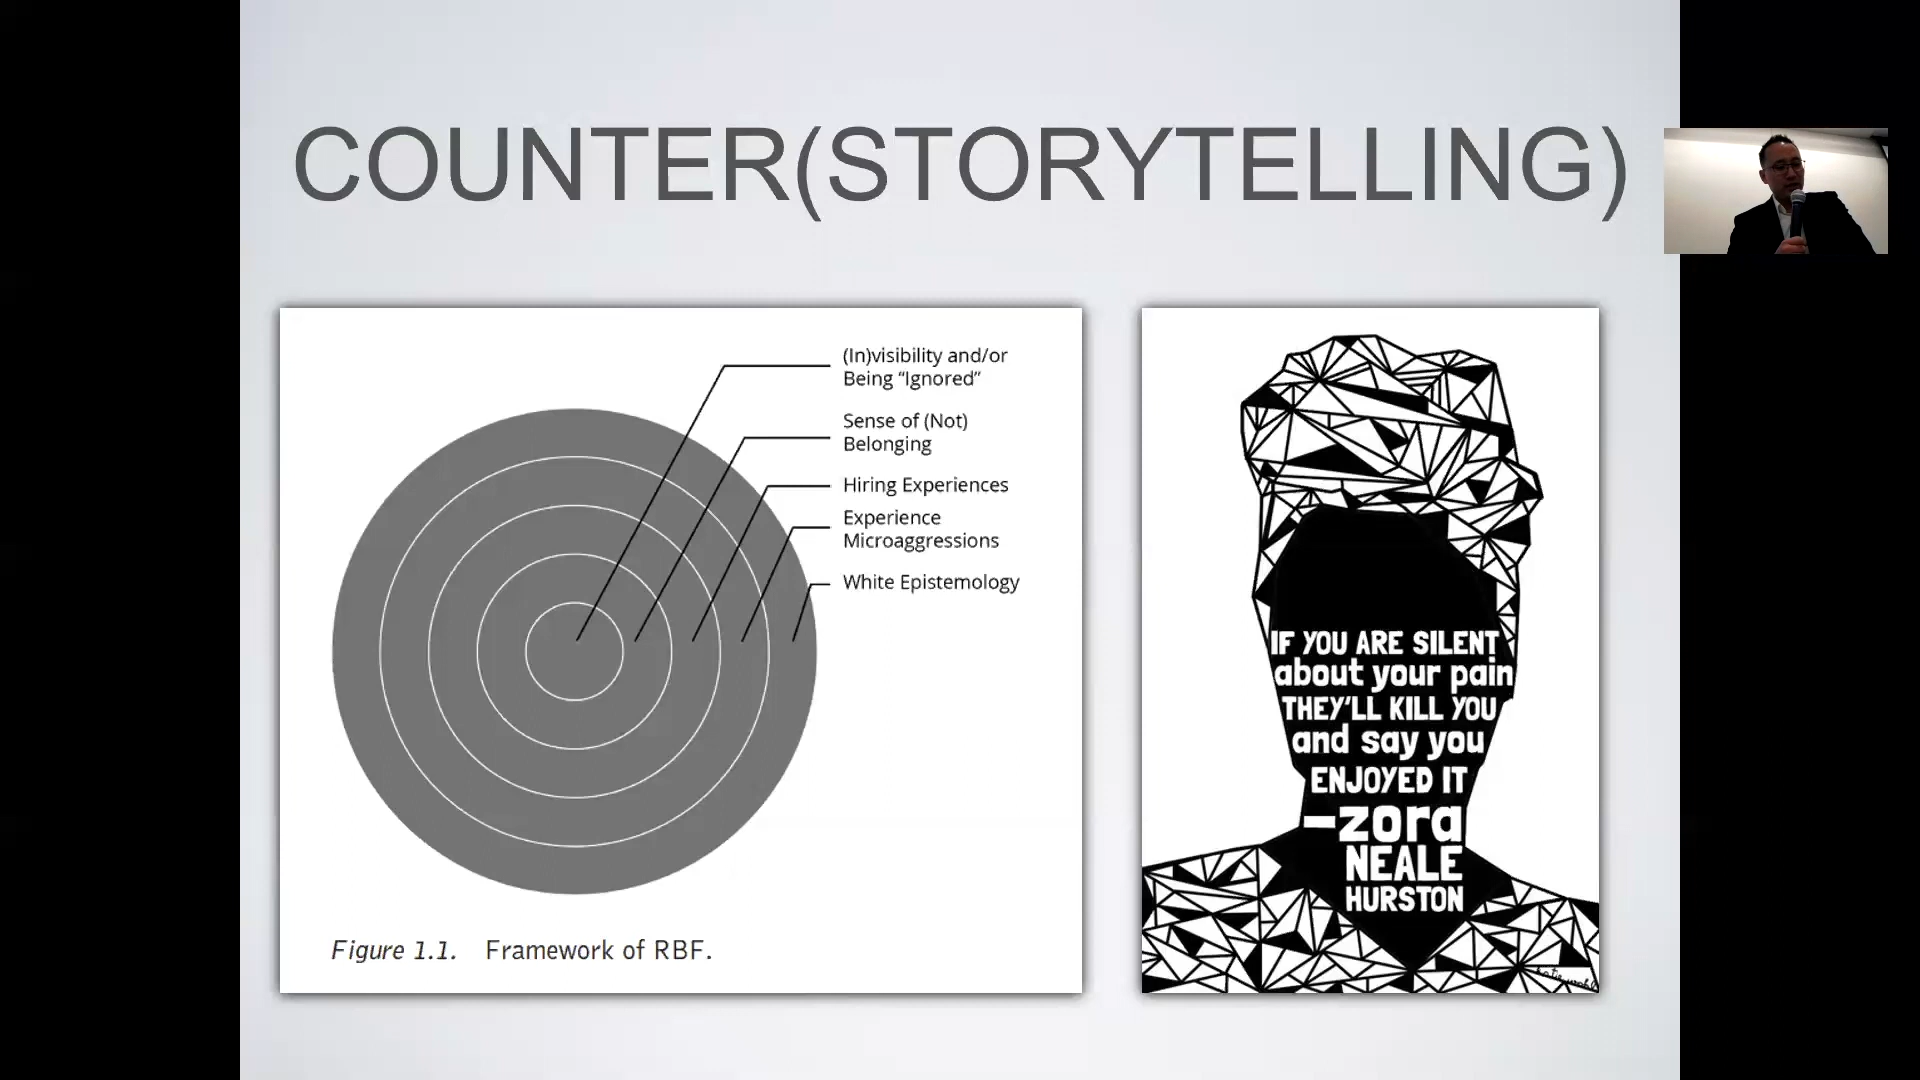 COUNTER(STORYTELLING)
(In)visibility and/or
Being “Ignored”
Sense of (Not)
Belonging
Hiring Experiences
Experience
Microaggressions
White Epistemology
Figure 1.1. Framework of RBF.
IF YOU ARE SILENT
about your pain
THEY'LL KILL YOU
and say you
ENJOYED IT
–zora
NEALE
HURSTON